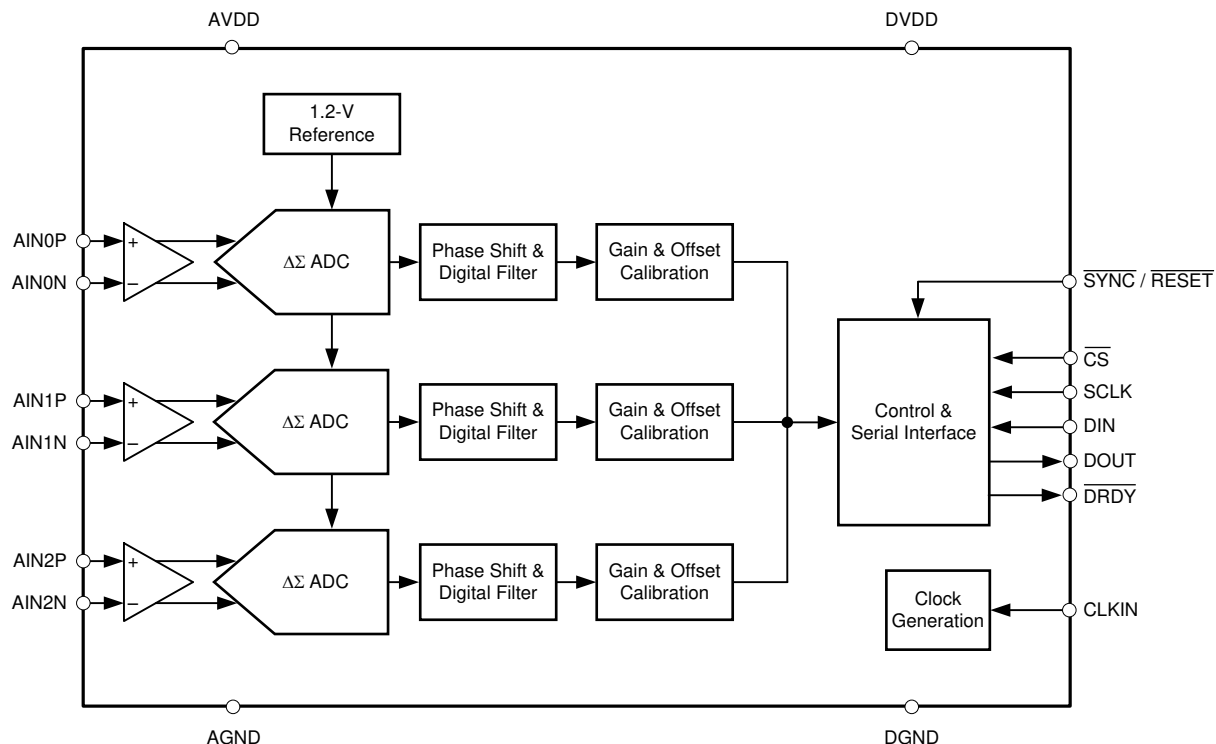 AVDD
DVDD
1.2-V
Reference
AIN0P
+
AIN0N
−
ΔΣ ADC
Phase Shift &
Digital Filter
Gain & Offset
Calibration
SYNC / RESET
AIN1P
+
AIN1N
−
ΔΣ ADC
Phase Shift &
Digital Filter
Gain & Offset
Calibration
Control &
Serial Interface
CS
SCLK
DIN
DOUT
DRDY
AIN2P
+
AIN2N
−
ΔΣ ADC
Phase Shift &
Digital Filter
Gain & Offset
Calibration
Clock
Generation
CLKIN
AGND
DGND